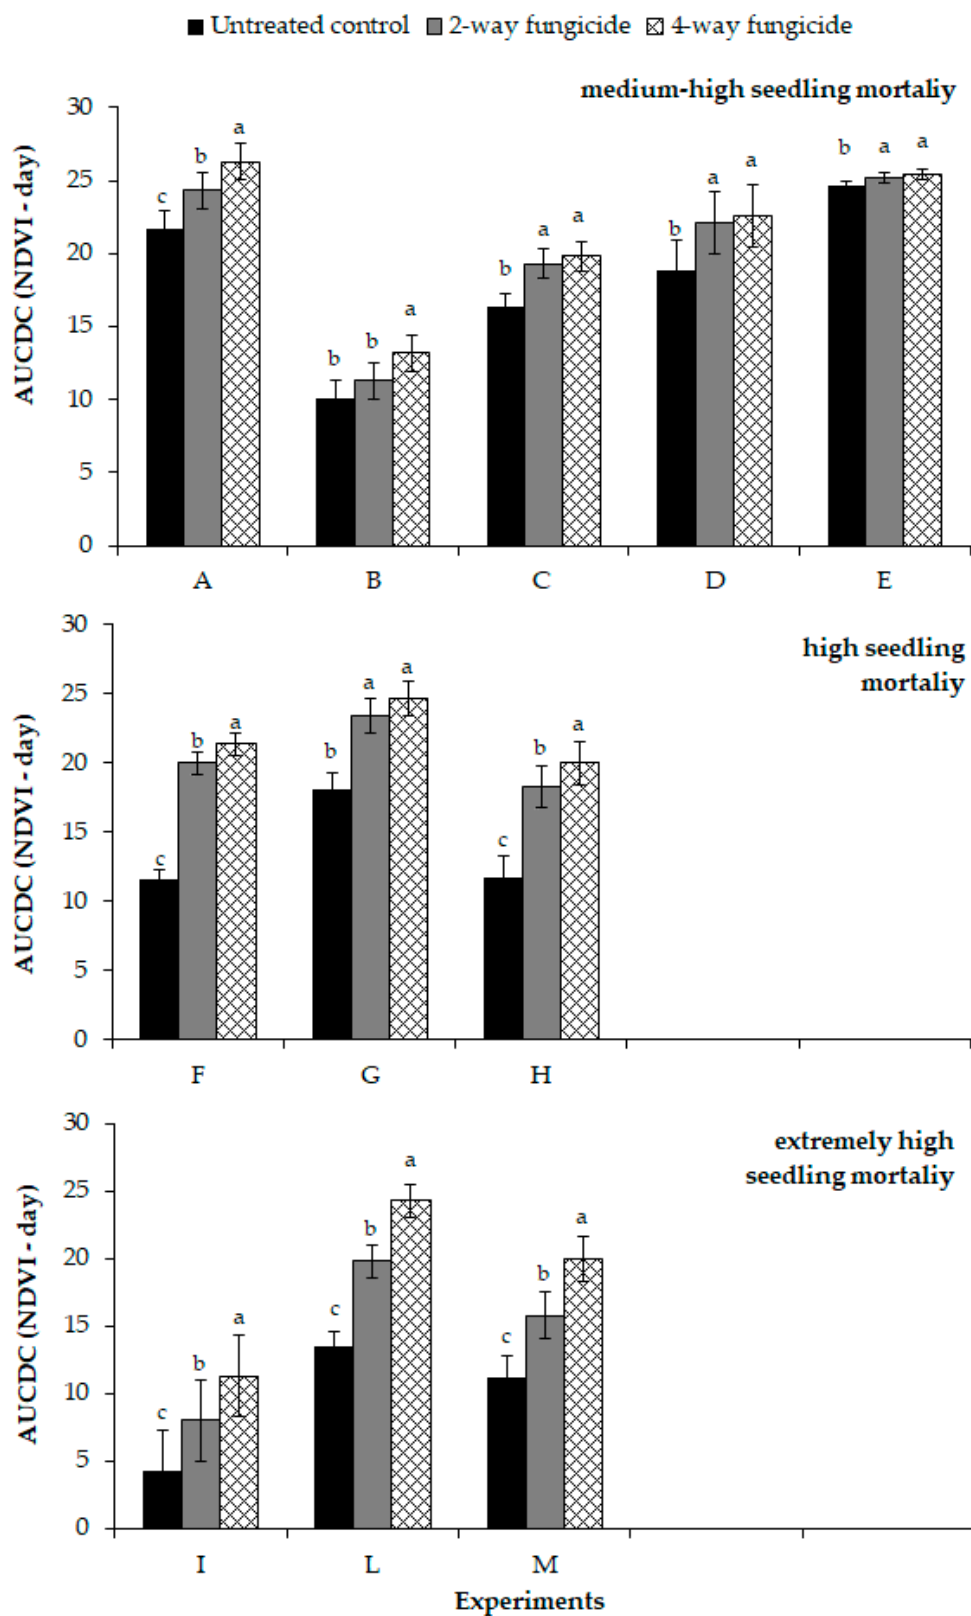 Untreated control 2-way fungicide 4-way fungicide
medium-high seedling mortaliy
AUCDC (NDVI - day)
30
25
20
15
10
5
0
c b a
b b a
b a a
b a a
b a a
A B C D E
high seedling
mortaliy
AUCDC (NDVI - day)
30
25
20
15
10
5
0
c b a
b a a
c b a
F G H
extremely high
seedling mortaliy
AUCDC (NDVI - day)
30
25
20
15
10
5
0
c b a
c b a
c b a
I L M
Experiments